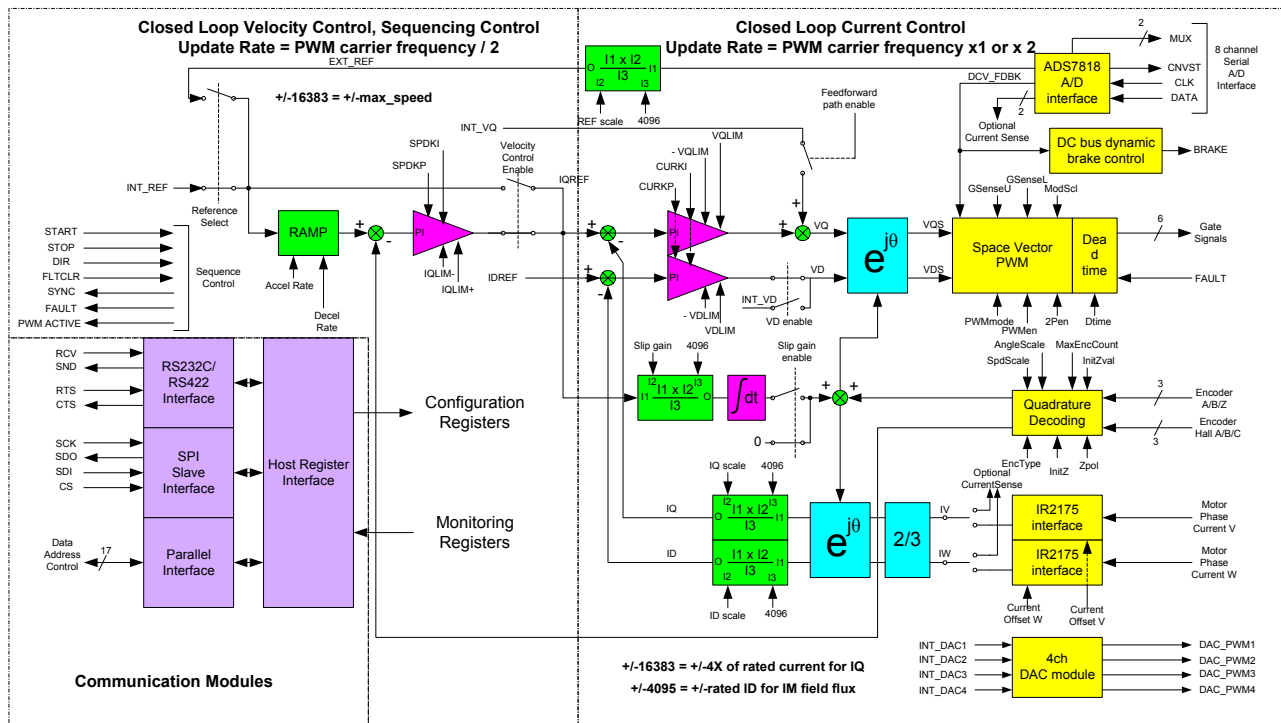 Closed Loop Velocity Control, Sequencing Control
Update Rate = PWM carrier frequency / 2
EXT_REF
+/-16383 = +/-max_speed
INT_REF
Reference
Select
START
STOP
DIR
FLTCLR
SYNC
FAULT
PWM ACTIVE
Sequence
Control
RAMP
Accel Rate
Decel
Rate
+
-
SPDKP
SPDKI
PI
IQLIM-
IQLIM+
Velocity
Control
Enable
INT_VQ
IQREF
IDREF
Closed Loop Current Control
Update Rate = PWM carrier frequency x1 or x 2
O
I1 x I2
I3
I1
I2
I3
REF scale
4096
Feedforward
path enable
VQLIM
- VQLIM
CURKI
CURKP
+
-
PI
+
-
PI
- VDLIM
VDLIM
+
+
VQ
VD
INT_VD
VD enable
e
jθ
VQS
VDS
DCV_FDBK
2
Optional
Current Sense
ADS7818
A/D
interface
2
MUX
CNVST
CLK
DATA
8 channel
Serial
A/D
Interface
DC bus dynamic
brake control
BRAKE
GSenseU
GSenseL
ModScl
Space Vector
PWM
Dea
d
time
6
Gate
Signals
FAULT
PWMmode
PWMen
2Pen
Dtime
AngleScale
SpdScale
MaxEncCount
InitZval
Quadrature
Decoding
3
Encoder
A/B/Z
3
Encoder
Hall A/B/C
EncType
InitZ
Zpol
Slip gain
4096
I2
I3
I1
I1 x I2
I3
O
∫dt
Slip gain
enable
0
+
+
RCV
SND
RTS
CTS
RS232C/
RS422
Interface
SCK
SDO
SDI
CS
SPI
Slave
Interface
Data
Address
Control
17
Parallel
Interface
Host Register
Interface
Configuration
Registers
Monitoring
Registers
Communication Modules
IQ
ID
IQ scale
4096
I2
I3
O
I1 x I2
I3
I1
O
I1 x I2
I3
I1
I2
I3
ID scale
4096
e
jθ
2/3
IV
IW
Optional
CurrentSense
IR2175
interface
IR2175
interface
Motor
Phase
Current V
Motor
Phase
Current W
Current
Offset W
Current
Offset V
+/-16383 = +/-4X of rated current for IQ
+/-4095 = +/-rated ID for IM field flux
INT_DAC1
INT_DAC2
INT_DAC3
INT_DAC4
4ch
DAC module
DAC_PWM1
DAC_PWM2
DAC_PWM3
DAC_PWM4